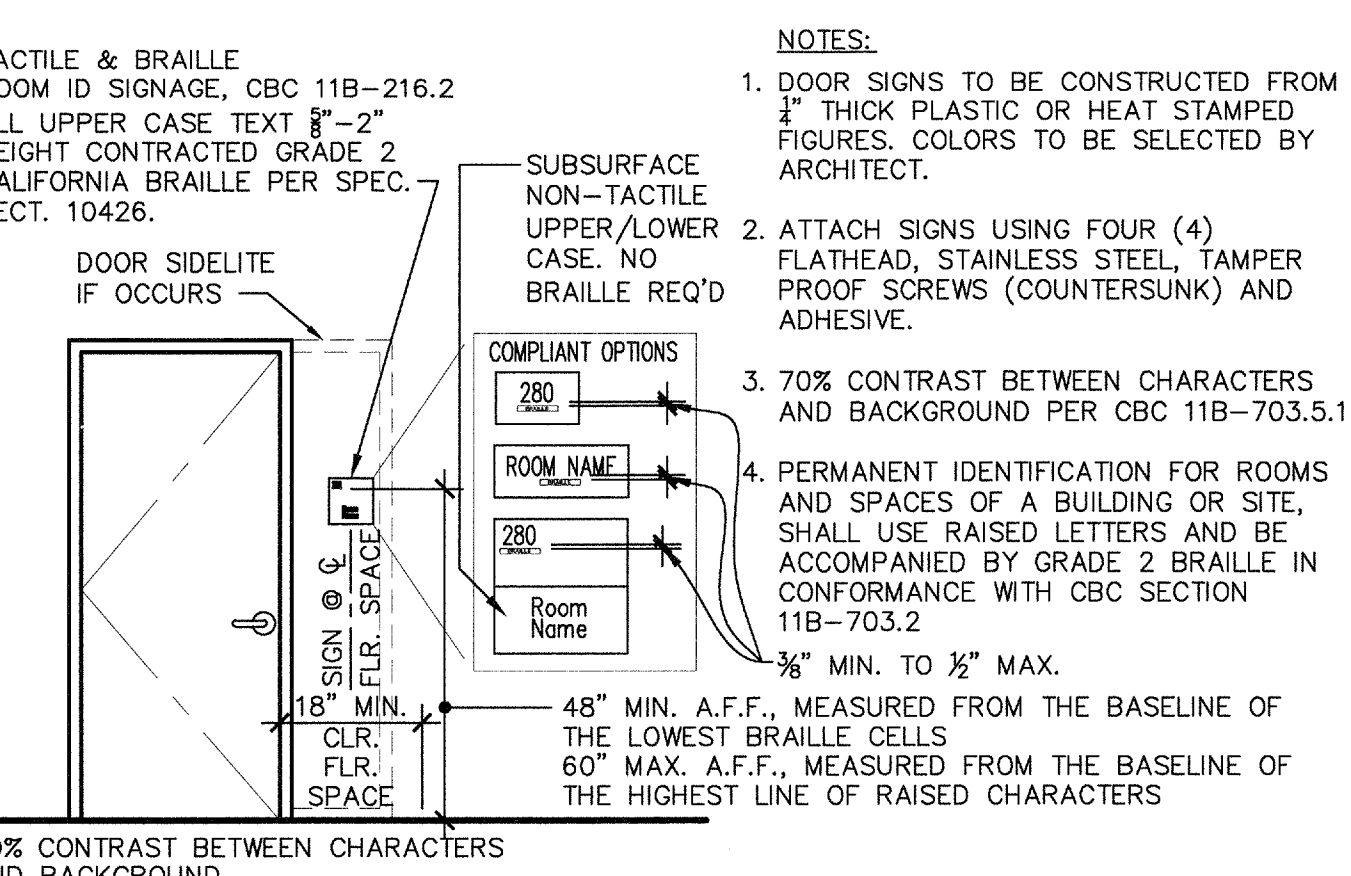 ACTILE & BRAILLE
OOM ID SIGNAGE, CBC 11B-216.2
LL UPPER CASE TEXT ⅝"-2"
EIGHT CONTRACTED GRADE 2
ALIFORNIA BRAILLE PER SPEC.
ECT. 10426.
DOOR SIDELITE
IF OCCURS
SUBSURFACE
NON-TACTILE
UPPER/LOWER
CASE. NO
BRAILLE REQ'D
COMPLIANT OPTIONS
280
BRAILLE
ROOM NAME
BRAILLE
280
BRAILLE
Room
Name
SIGN @ ℄
FLR. SPACE
18" MIN.
CLR.
FLR.
SPACE
NOTES:
1. DOOR SIGNS TO BE CONSTRUCTED FROM
¼" THICK PLASTIC OR HEAT STAMPED
FIGURES. COLORS TO BE SELECTED BY
ARCHITECT.
2. ATTACH SIGNS USING FOUR (4)
FLATHEAD, STAINLESS STEEL, TAMPER
PROOF SCREWS (COUNTERSUNK) AND
ADHESIVE.
3. 70% CONTRAST BETWEEN CHARACTERS
AND BACKGROUND PER CBC 11B-703.5.1
4. PERMANENT IDENTIFICATION FOR ROOMS
AND SPACES OF A BUILDING OR SITE,
SHALL USE RAISED LETTERS AND BE
ACCOMPANIED BY GRADE 2 BRAILLE IN
CONFORMANCE WITH CBC SECTION
11B-703.2
⅜" MIN. TO ½" MAX.
48" MIN. A.F.F., MEASURED FROM THE BASELINE OF
THE LOWEST BRAILLE CELLS
60" MAX. A.F.F., MEASURED FROM THE BASELINE OF
THE HIGHEST LINE OF RAISED CHARACTERS
0% CONTRAST BETWEEN CHARACTERS
ND BACKGROUND